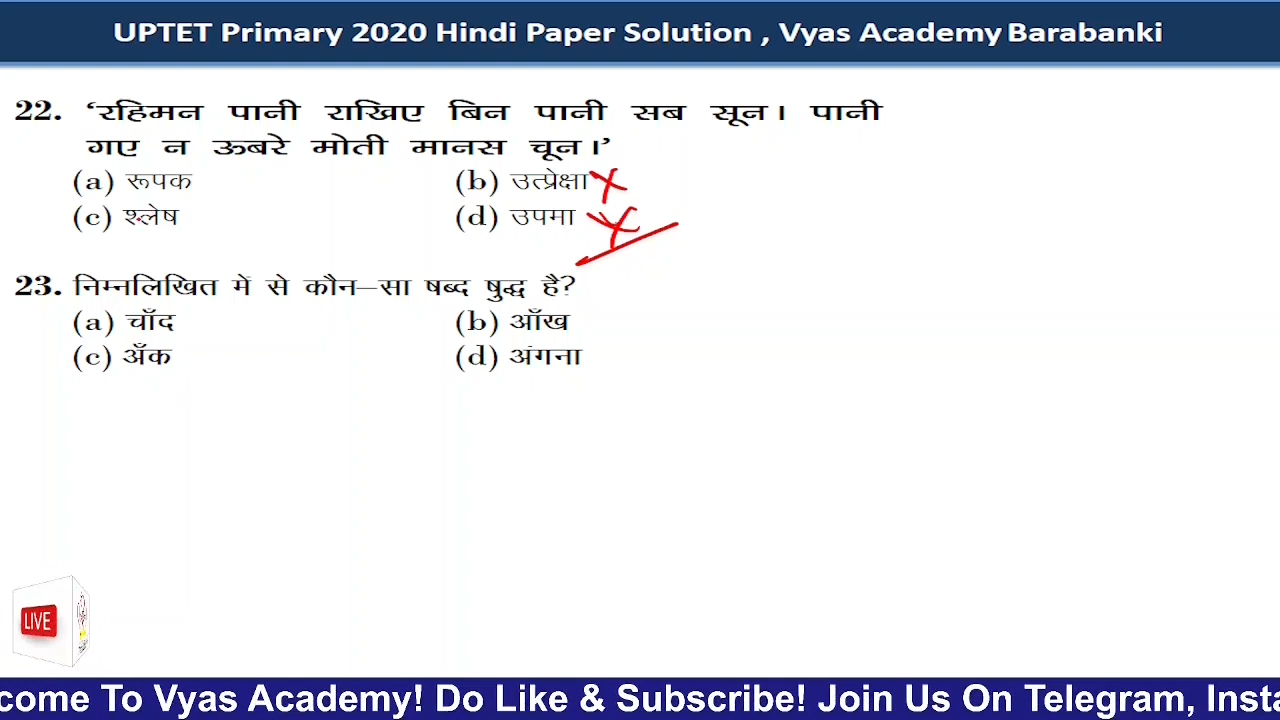 UPTET Primary 2020 Hindi Paper Solution , Vyas Academy Barabanki
22. ‘रहिमन पानी राखिए बिन पानी सब सून। पानी
गए न ऊबरे मोती मानस चून।’
(a) रूपक (b) उत्प्रेक्षा
(c) श्लेष (d) उपमा
23. निम्नलिखित में से कौन–सा षब्द षुद्ध है?
(a) चाँद (b) आँख
(c) अँक (d) अंगना
LIVE
come To Vyas Academy! Do Like & Subscribe! Join Us On Telegram, Insta